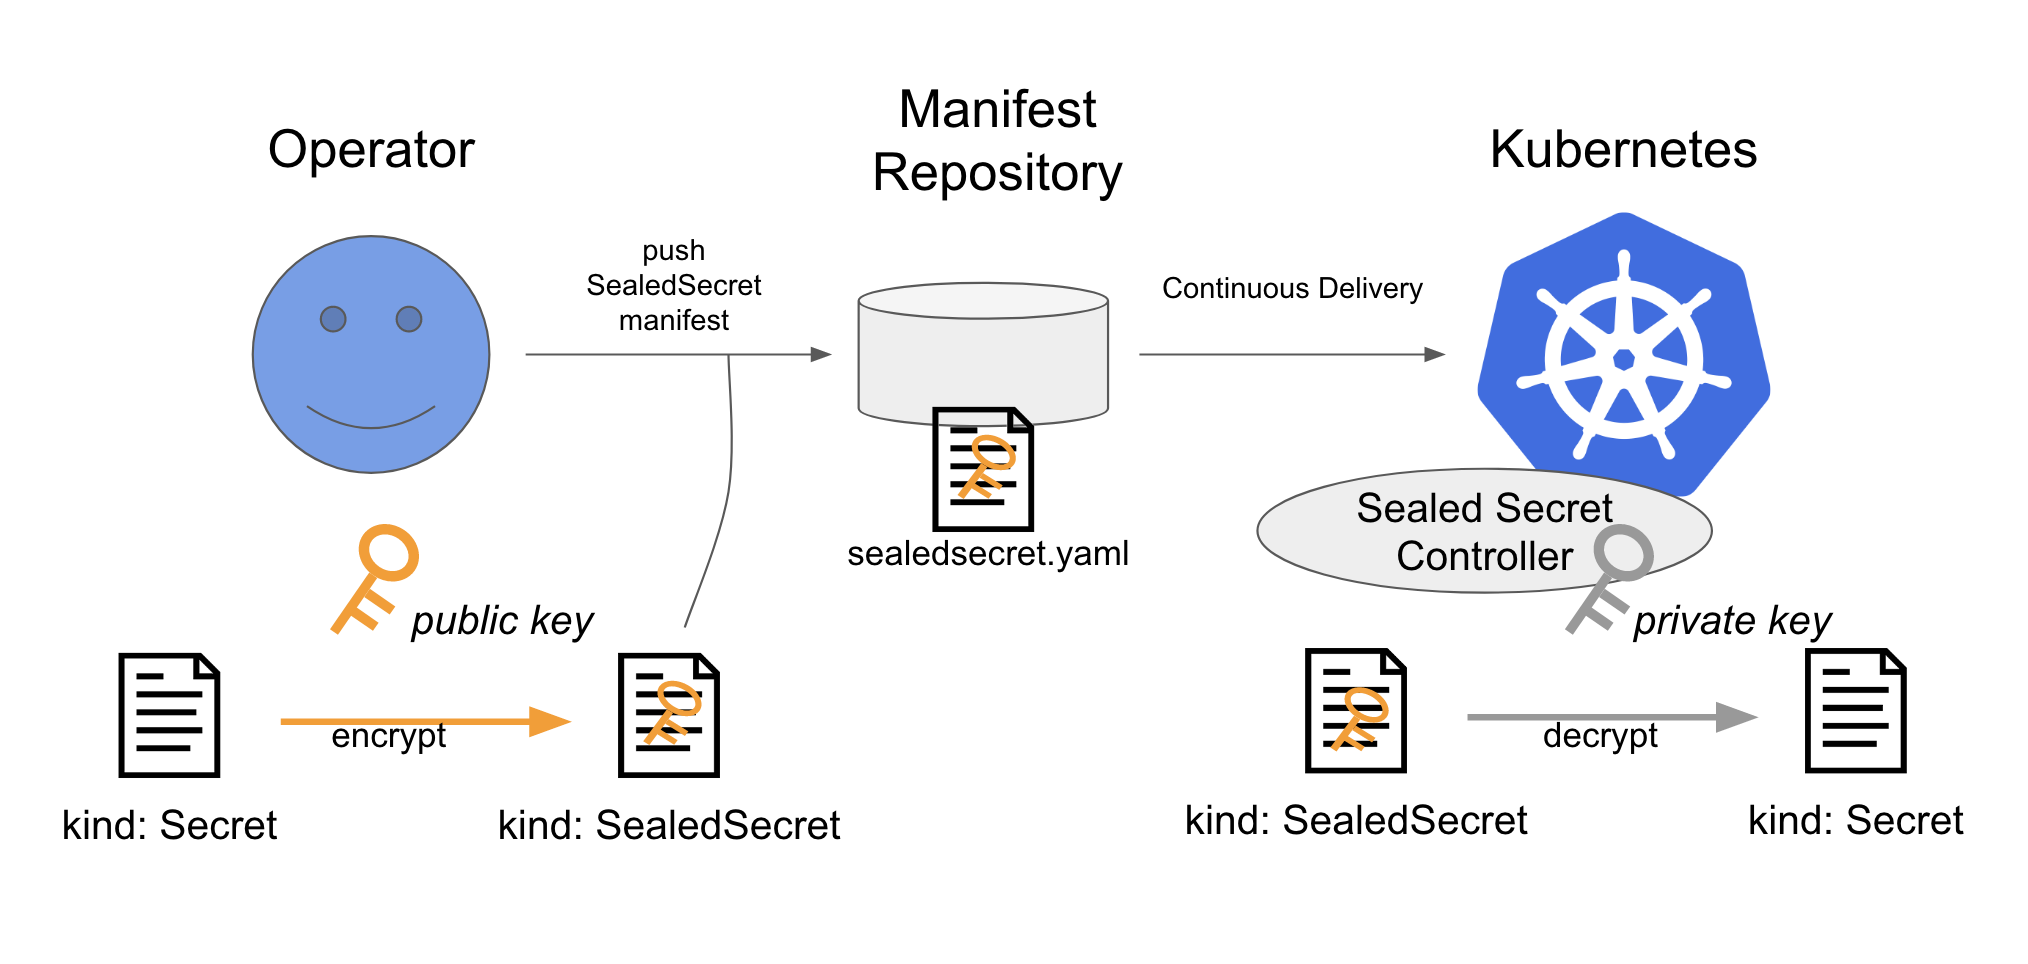 Operator
Manifest
Repository
Kubernetes
push
SealedSecret
manifest
Continuous Delivery
sealedsecret.yaml
Sealed Secret
Controller
public key
private key
encrypt
decrypt
kind: Secret
kind: SealedSecret
kind: SealedSecret
kind: Secret